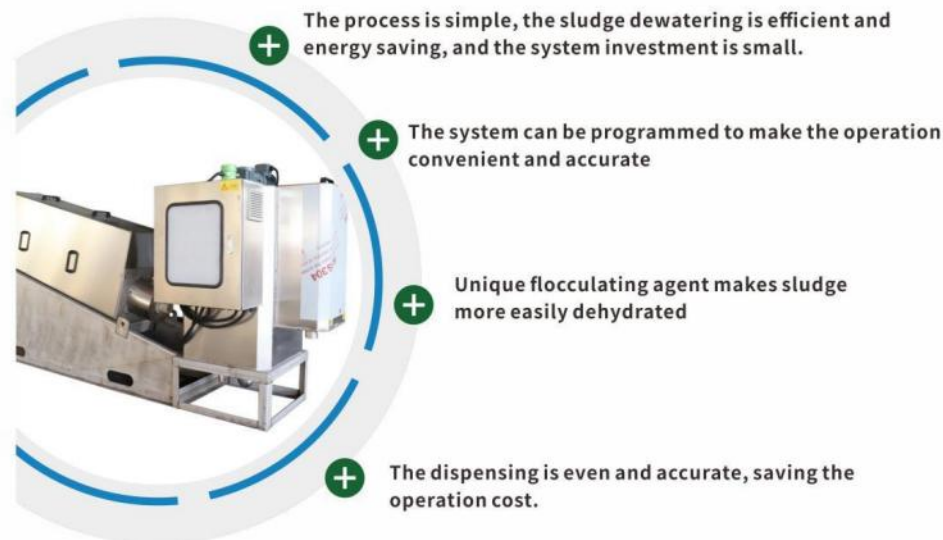 The process is simple, the sludge dewatering is efficient and
energy saving, and the system investment is small.
The system can be programmed to make the operation
convenient and accurate
Unique flocculating agent makes sludge
more easily dehydrated
The dispensing is even and accurate, saving the
operation cost.